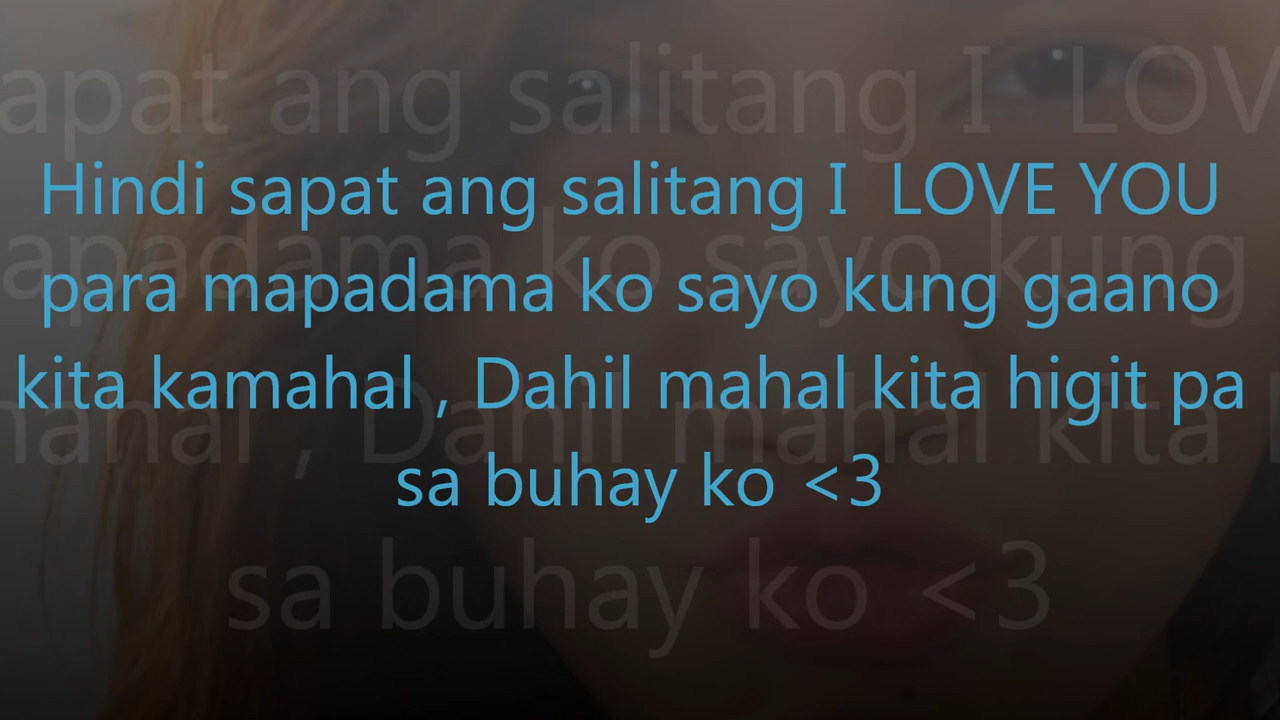 Hindi sapat ang salitang I  LOVE YOU
para mapadama ko sayo kung gaano
kita kamahal , Dahil mahal kita higit pa
sa buhay ko <3